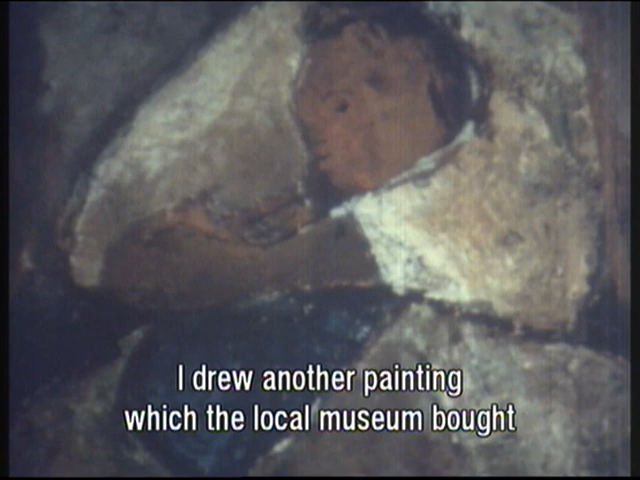 I drew another painting
which the local museum bought